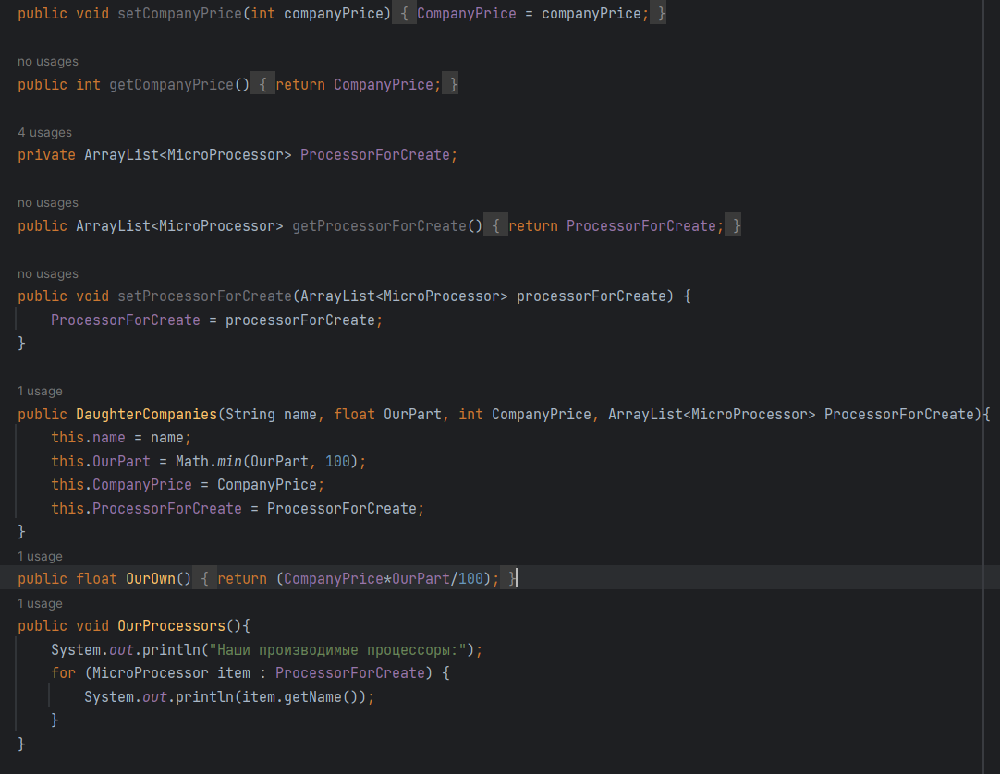 public void setCompanyPrice(int companyPrice) { CompanyPrice = companyPrice; }
no usages
public int getCompanyPrice() { return CompanyPrice; }
4 usages
private ArrayList<MicroProcessor> ProcessorForCreate;
no usages
public ArrayList<MicroProcessor> getProcessorForCreate() { return ProcessorForCreate; }
no usages
public void setProcessorForCreate(ArrayList<MicroProcessor> processorForCreate) {
ProcessorForCreate = processorForCreate;
}
1 usage
public DaughterCompanies(String name, float OurPart, int CompanyPrice, ArrayList<MicroProcessor> ProcessorForCreate){
this.name = name;
this.OurPart = Math.min(OurPart, 100);
this.CompanyPrice = CompanyPrice;
this.ProcessorForCreate = ProcessorForCreate;
}
1 usage
public float OurOwn() { return (CompanyPrice*OurPart/100); }
1 usage
public void OurProcessors(){
System.out.println("Наши производимые процессоры:");
for (MicroProcessor item : ProcessorForCreate) {
System.out.println(item.getName());
}
}